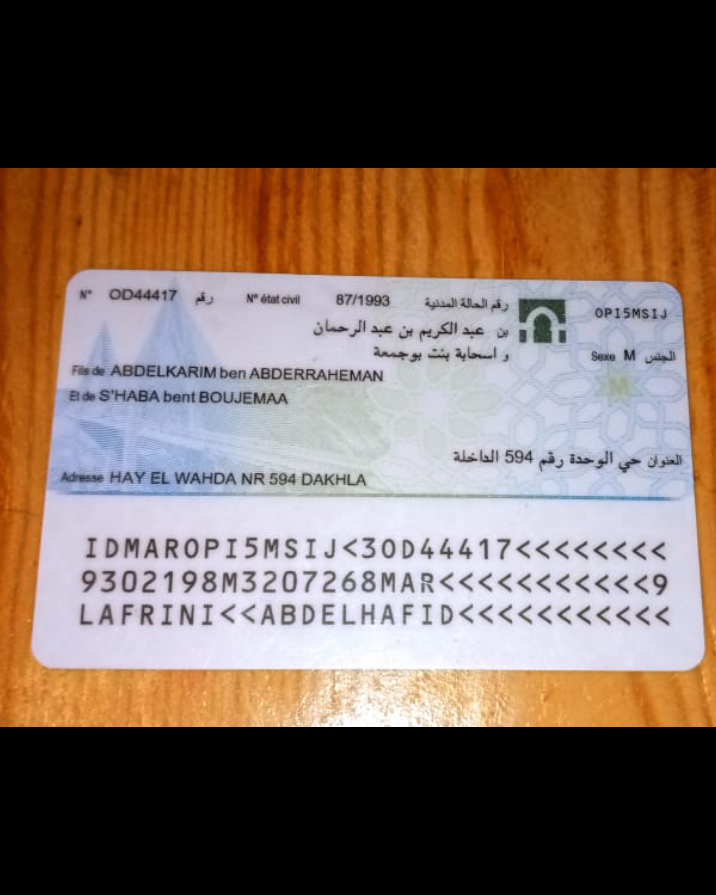 N° OD44417 رقم N° état civil 87/1993 رقم الحالة المدنية
OPI5MSIJ
بن عبد الكريم بن عبد الرحمان
و اسحابة بنت بوجمعة
Sexe M الجنس
Fils de ABDELKARIM ben ABDERRAHEMAN
M
Et de S'HABA bent BOUJEMAA
العنوان حي الوحدة رقم 594 الداخلة
Adresse HAY EL WAHDA NR 594 DAKHLA
IDMAROPI5MSIJ<3OD44417<<<<<<<<
9302198M3207268MAR<<<<<<<<<<<9
LAFRINI<<ABDELHAFID<<<<<<<<<<<